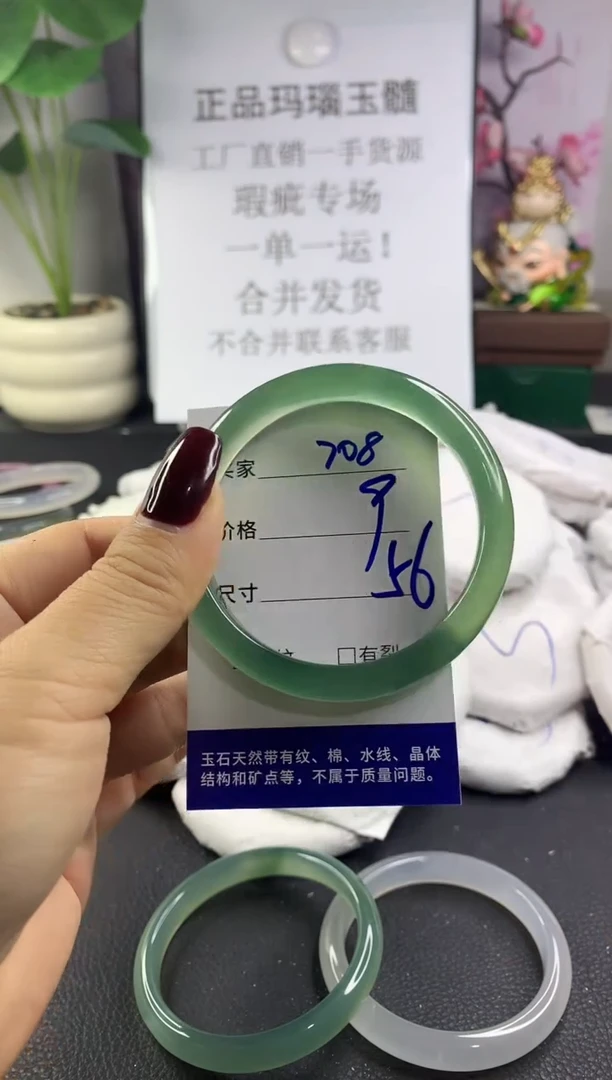 正品玛瑙玉髓
工厂直销一手货源
瑕疵专场
一单一运！
合并发货
不合并联系客服
家 708
价格 9
尺寸 56
□有裂
玉石天然带有纹、棉、水线、晶体
结构和矿点等，不属于质量问题。